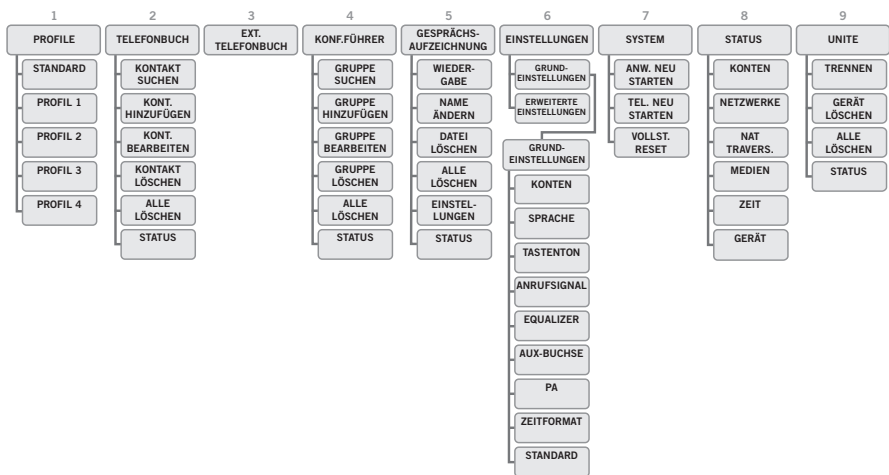 1
PROFILE
STANDARD
PROFIL 1
PROFIL 2
PROFIL 3
PROFIL 4
2
TELEFONBUCH
KONTAKT
SUCHEN
KONT.
HINZUFÜGEN
KONT.
BEARBEITEN
KONTAKT
LÖSCHEN
ALLE
LÖSCHEN
STATUS
3
EXT.
TELEFONBUCH
4
KONF.FÜHRER
GRUPPE
SUCHEN
GRUPPE
HINZUFÜGEN
GRUPPE
BEARBEITEN
GRUPPE
LÖSCHEN
ALLE
LÖSCHEN
STATUS
5
GESPRÄCHS-
AUFZEICHNUNG
WIEDER-
GABE
NAME
ÄNDERN
DATEI
LÖSCHEN
ALLE
LÖSCHEN
EINSTEL-
LUNGEN
STATUS
6
EINSTELLUNGEN
GRUND-
EINSTELLUNGEN
ERWEITERTE
EINSTELLUNGEN
GRUND-
EINSTELLUNGEN
KONTEN
SPRACHE
TASTENTON
ANRUFSIGNAL
EQUALIZER
AUX-BUCHSE
PA
ZEITFORMAT
STANDARD
7
SYSTEM
ANW. NEU
STARTEN
TEL. NEU
STARTEN
VOLLST.
RESET
8
STATUS
KONTEN
NETZWERKE
NAT
TRAVERS.
MEDIEN
ZEIT
GERÄT
9
UNITE
TRENNEN
GERÄT
LÖSCHEN
ALLE
LÖSCHEN
STATUS